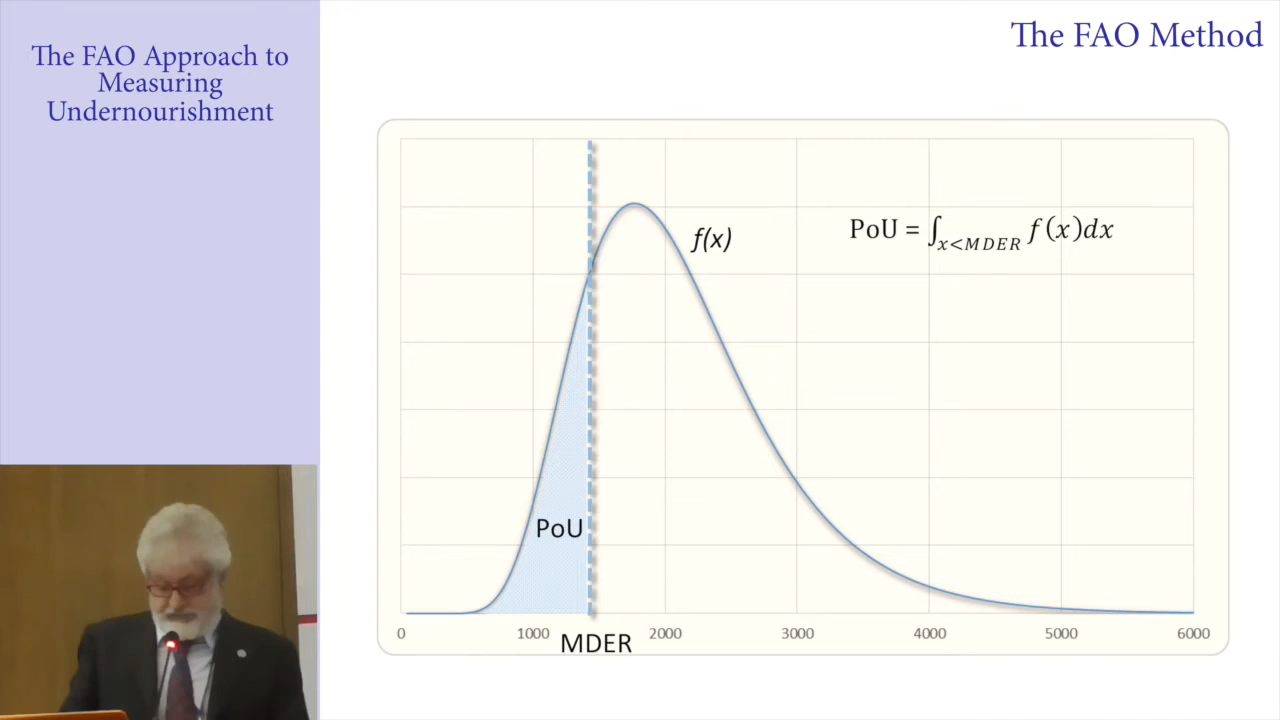 The FAO Approach to
Measuring
Undernourishment
The FAO Method
f(x)
PoU = ∫x<MDER f(x)dx
PoU
0 1000 2000 3000 4000 5000 6000
MDER